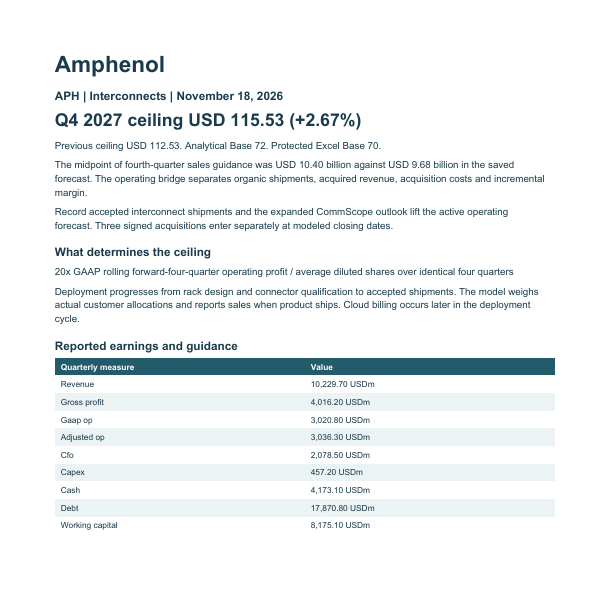 Amphenol
APH | Interconnects | November 18, 2026
Q4 2027 ceiling USD 115.53 (+2.67%)
Previous ceiling USD 112.53. Analytical Base 72. Protected Excel Base 70.
The midpoint of fourth-quarter sales guidance was USD 10.40 billion against USD 9.68 billion in the saved
forecast. The operating bridge separates organic shipments, acquired revenue, acquisition costs and incremental
margin.
Record accepted interconnect shipments and the expanded CommScope outlook lift the active operating
forecast. Three signed acquisitions enter separately at modeled closing dates.
What determines the ceiling
20x GAAP rolling forward-four-quarter operating profit / average diluted shares over identical four quarters
Deployment progresses from rack design and connector qualification to accepted shipments. The model weighs
actual customer allocations and reports sales when product ships. Cloud billing occurs later in the deployment
cycle.
Reported earnings and guidance
Quarterly measure Value
Revenue 10,229.70 USDm
Gross profit 4,016.20 USDm
Gaap op 3,020.80 USDm
Adjusted op 3,036.30 USDm
Cfo 2,078.50 USDm
Capex 457.20 USDm
Cash 4,173.10 USDm
Debt 17,870.80 USDm
Working capital 8,175.10 USDm